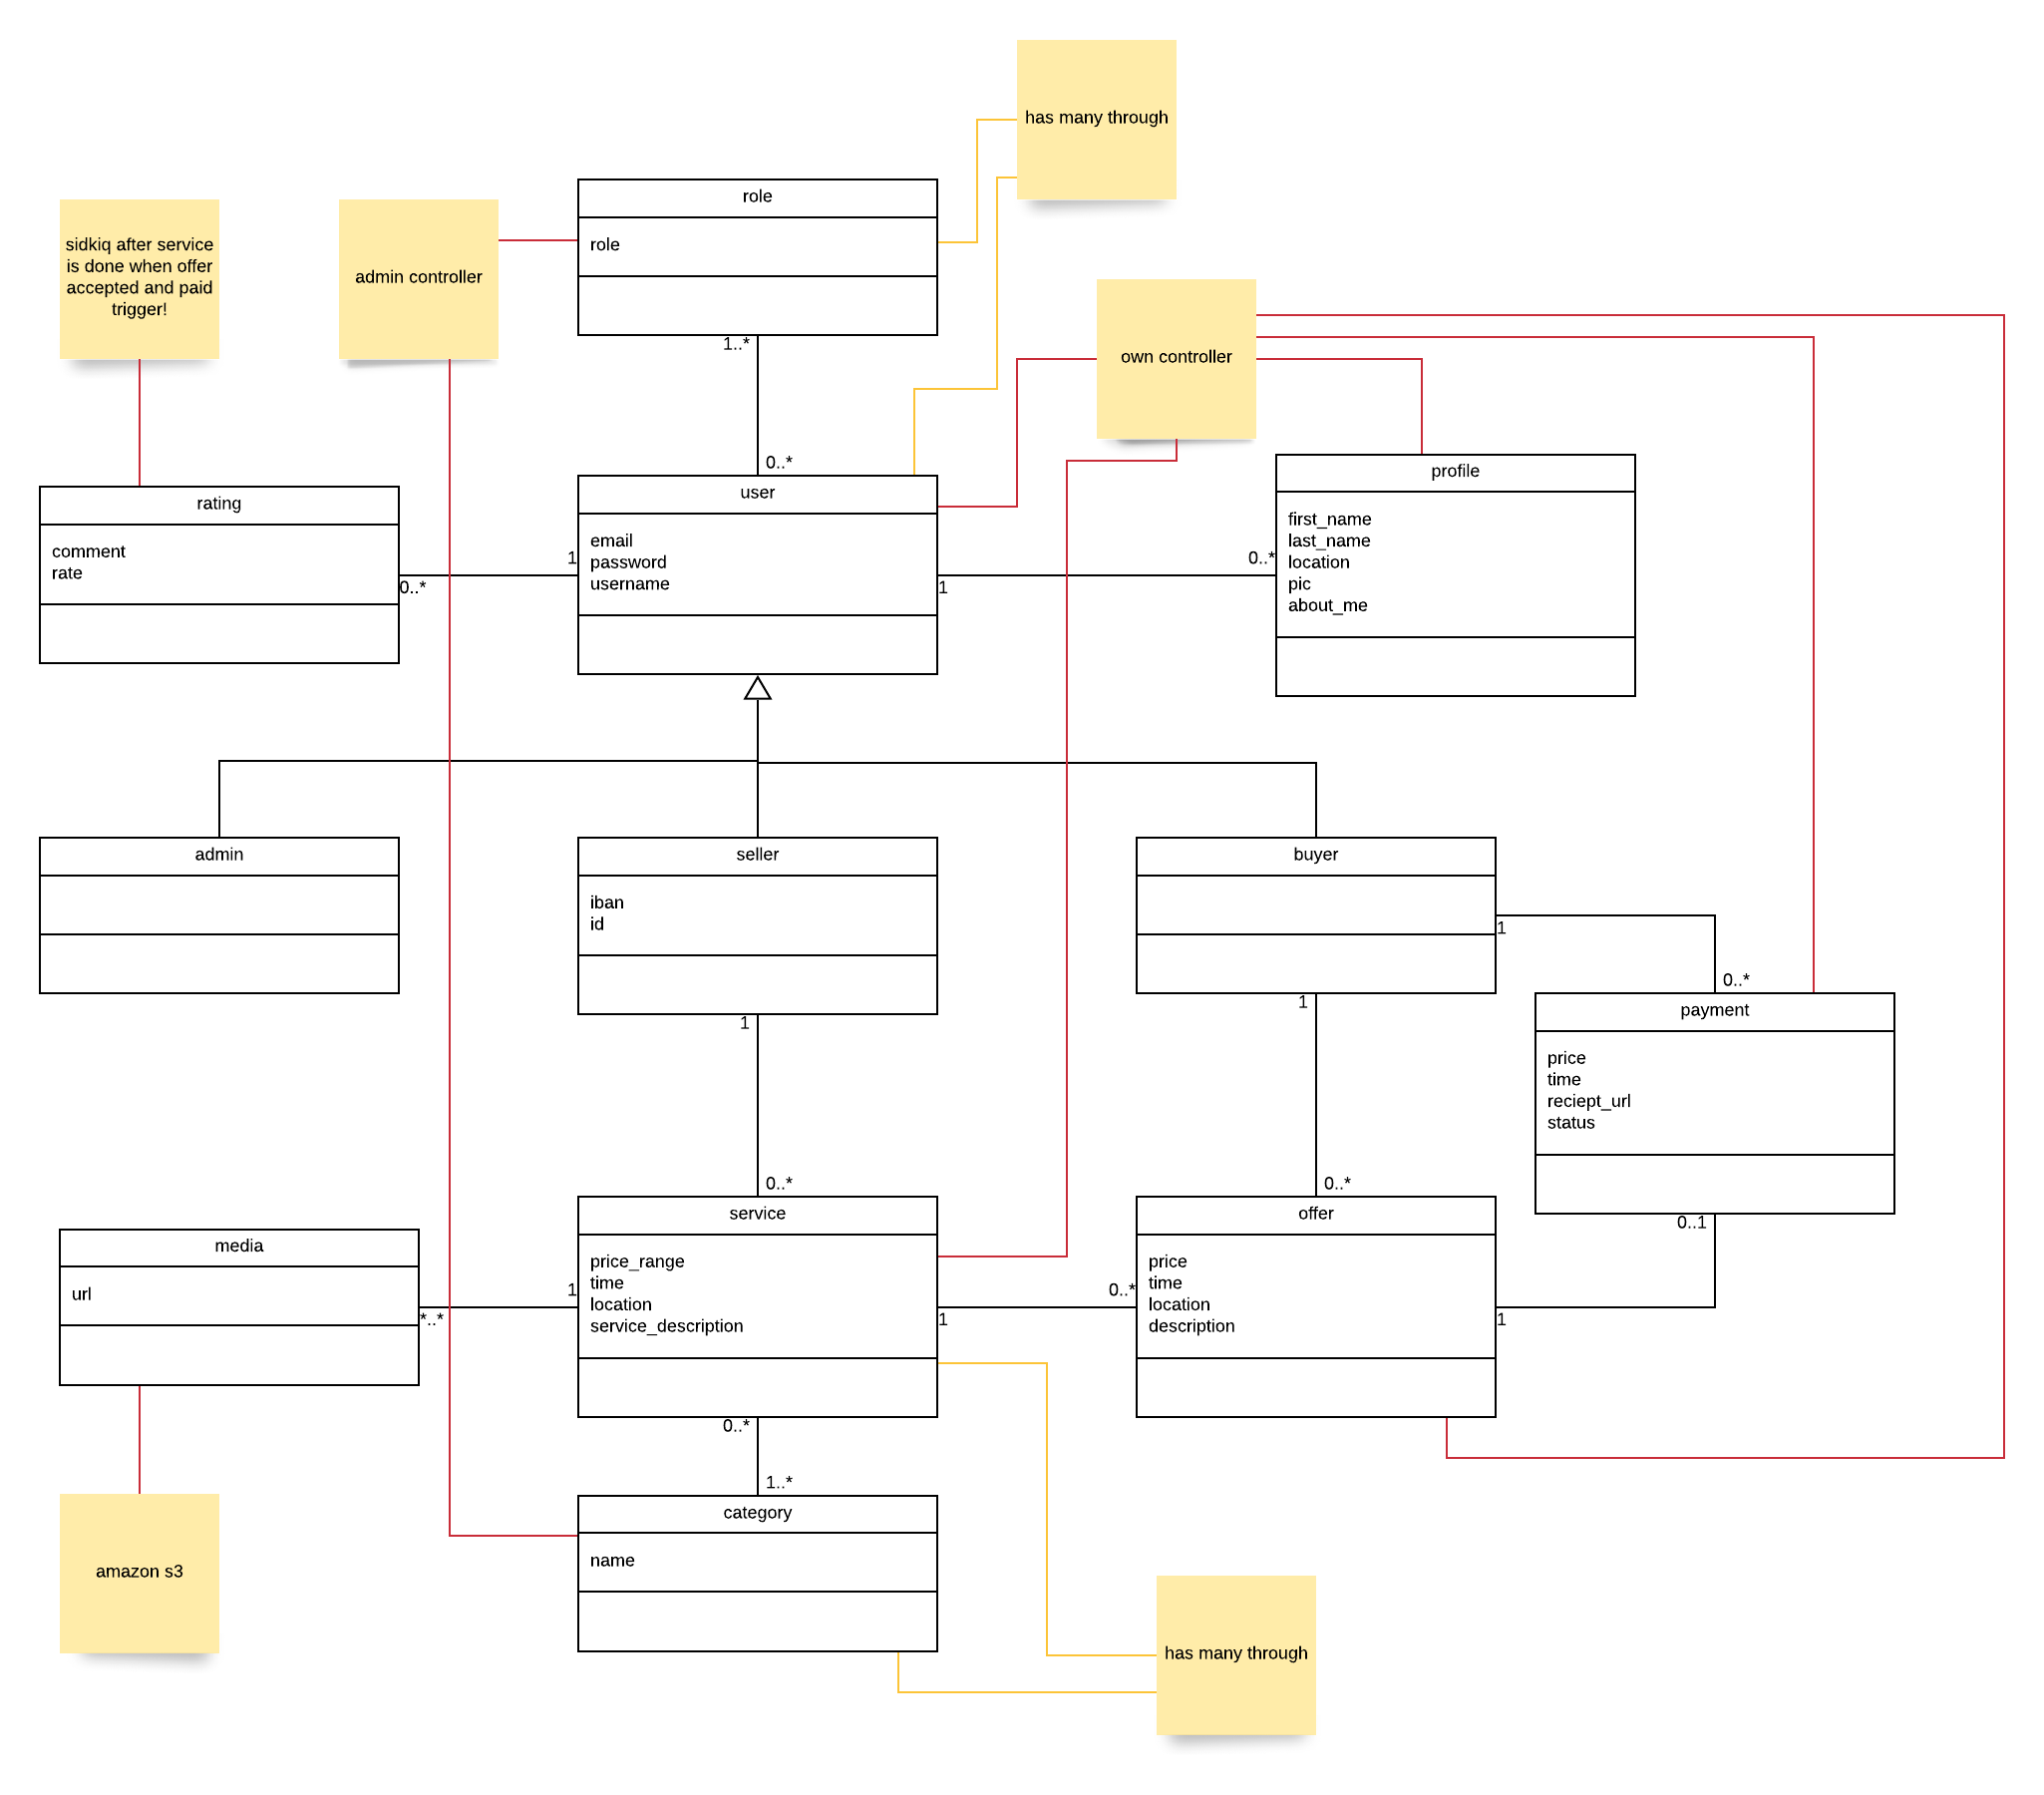 has many through
role
role
1..*
sidkiq after service
is done when offer
accepted and paid
trigger!
admin controller
own controller
0..*
user
email
password
username
1
1
rating
comment
rate
0..*
profile
first_name
last_name
location
pic
about_me
0..*
admin
seller
iban
id
1
buyer
1
1
0..*
payment
price
time
reciept_url
status
0..1
0..*
service
price_range
time
location
service_description
1
1
0..*
0..*
offer
price
time
location
description
0..*
1
media
url
*..*
1..*
category
name
amazon s3
has many through